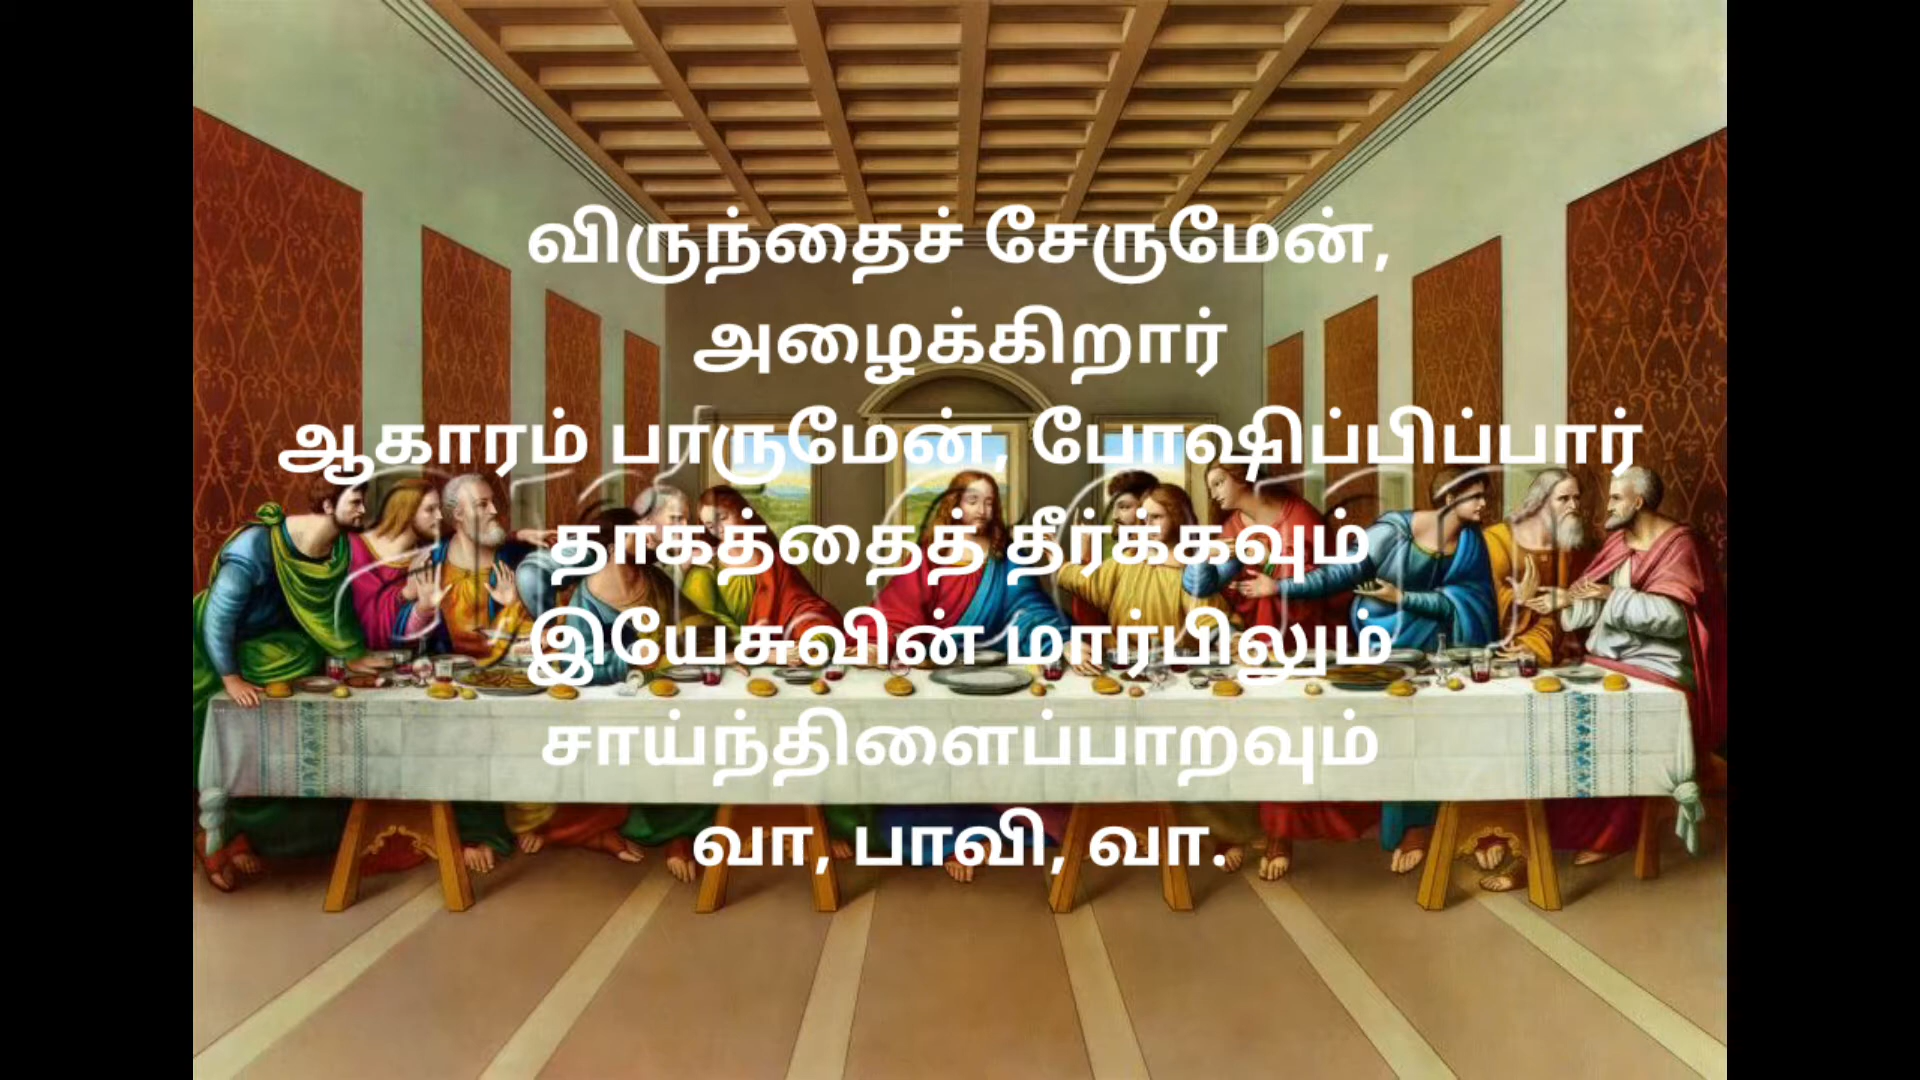 விருந்தைச் சேருமேன்,
அழைக்கிறார்
ஆகாரம் பாருமேன், போஷிப்பிப்பார்
தாகத்தைத் தீர்க்கவும்
இயேசுவின் மார்பிலும்
சாய்ந்திளைப்பாறவும்
வா, பாவி, வா.